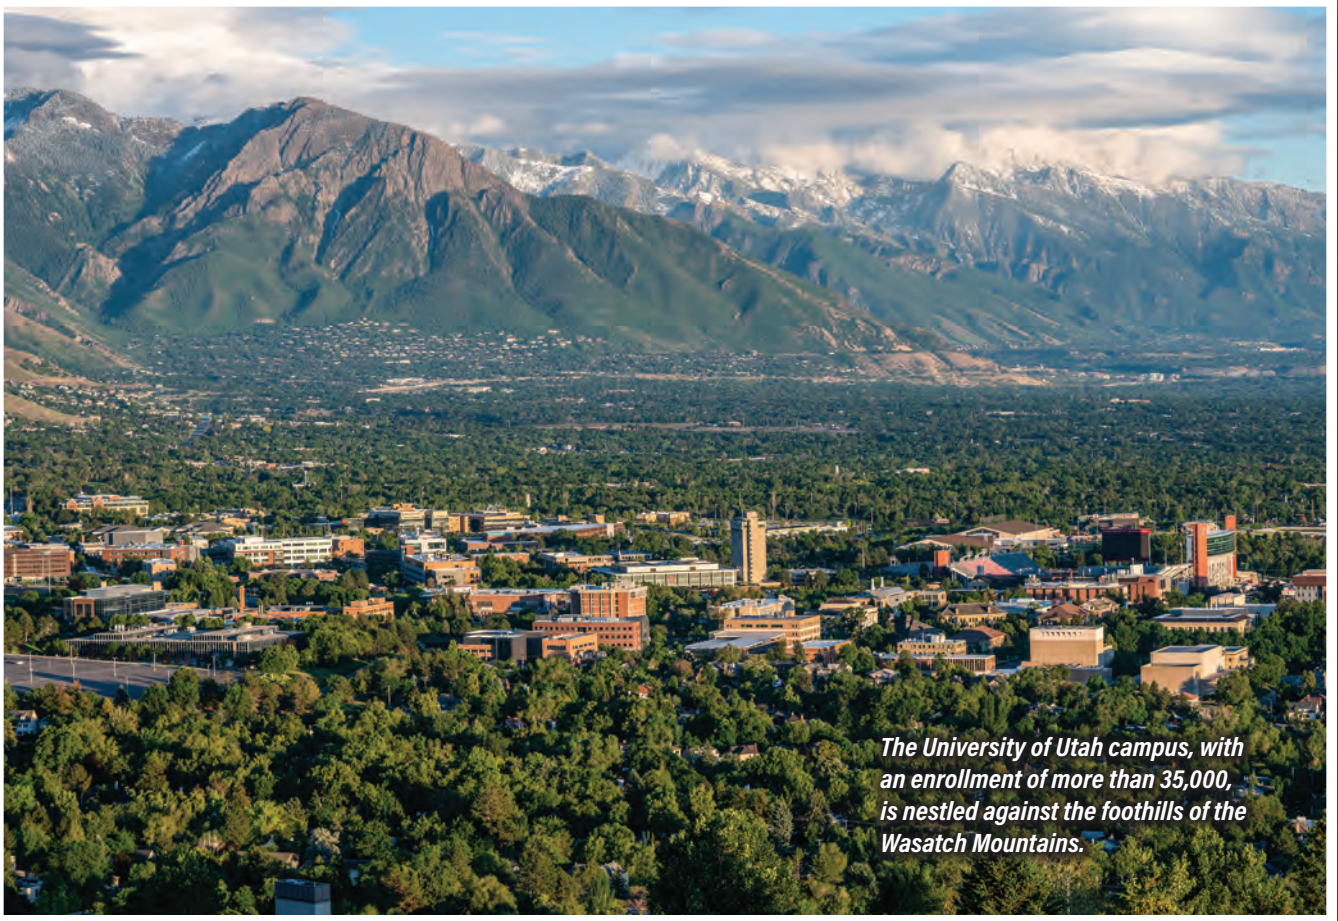 The University of Utah campus, with
an enrollment of more than 35,000,
is nestled against the foothills of the
Wasatch Mountains.